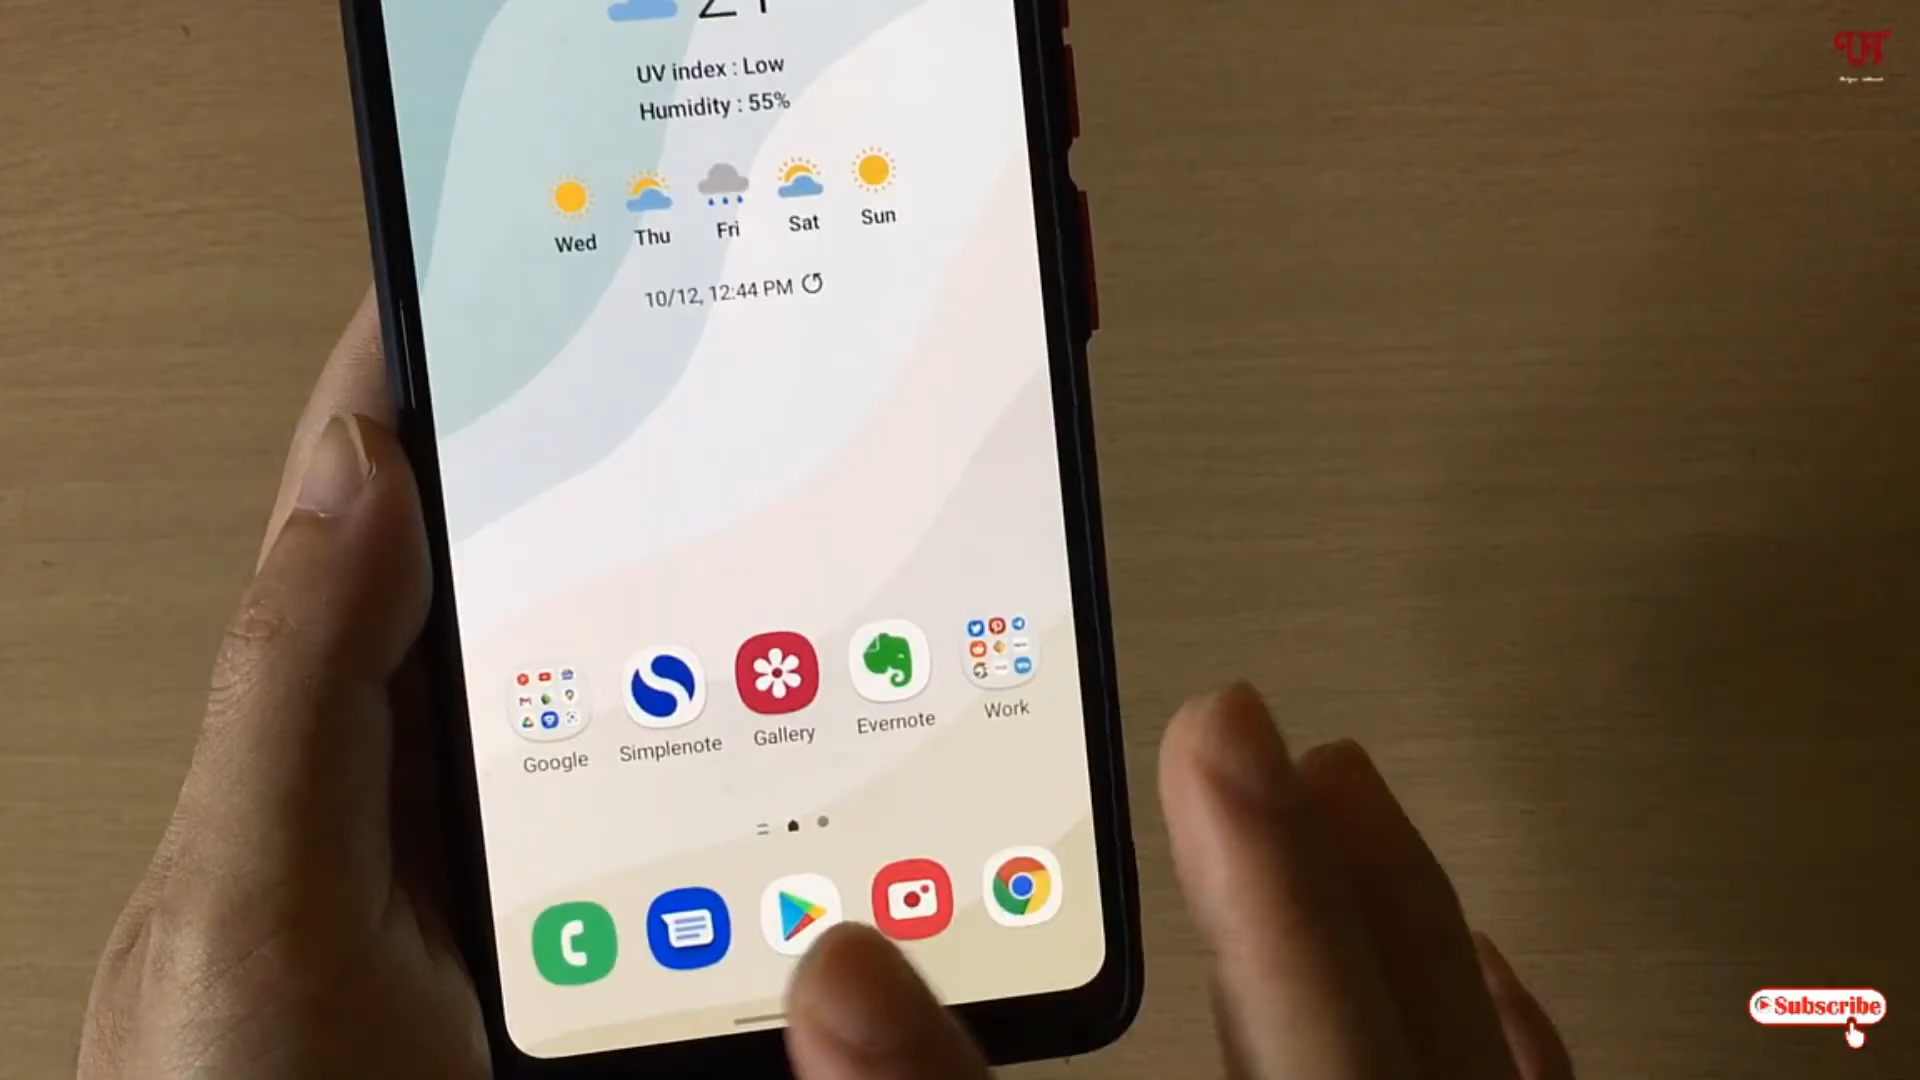 UV index : Low
Humidity : 55%
Wed Thu Fri Sat Sun
10/12, 12:44 PM
Google Simplenote Gallery Evernote Work
Subscribe